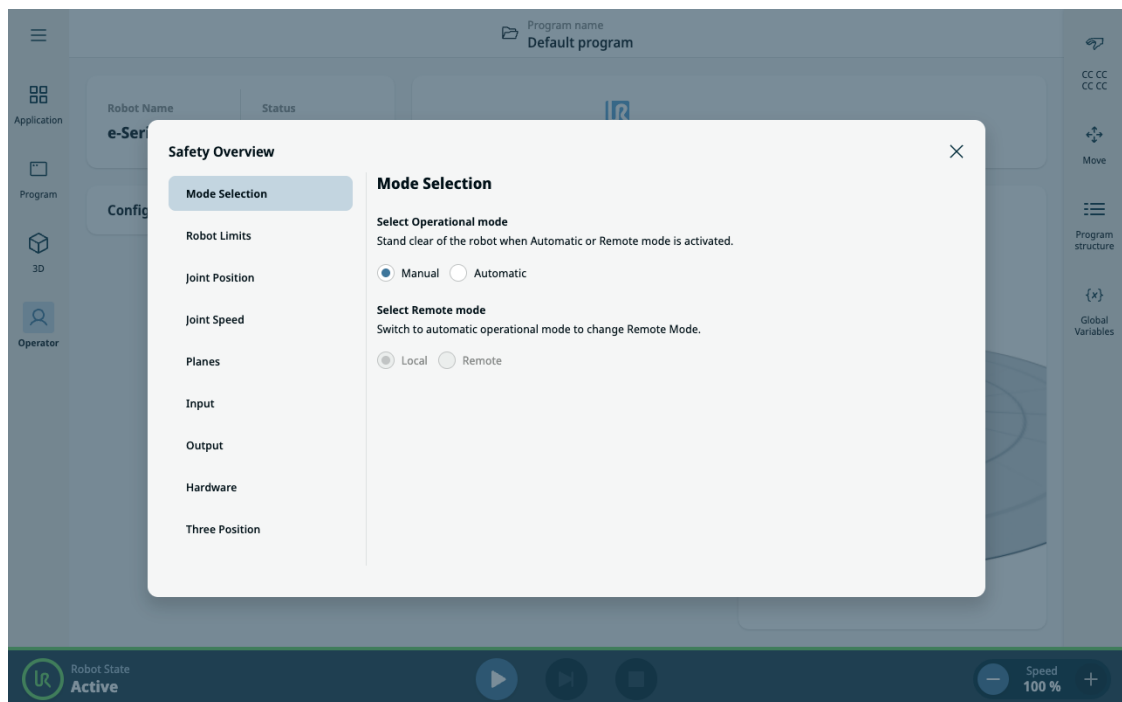 Program name
Default program
Application
Program
3D
Operator
Robot Name
Status
e-Seri
Config
CC CC
CC CC
Move
Program
structure
{x}
Global
Variables
Safety Overview
Mode Selection
Robot Limits
Joint Position
Joint Speed
Planes
Input
Output
Hardware
Three Position
Mode Selection
Select Operational mode
Stand clear of the robot when Automatic or Remote mode is activated.
Manual Automatic
Select Remote mode
Switch to automatic operational mode to change Remote Mode.
Local Remote
Robot State
Active
Speed
100 %